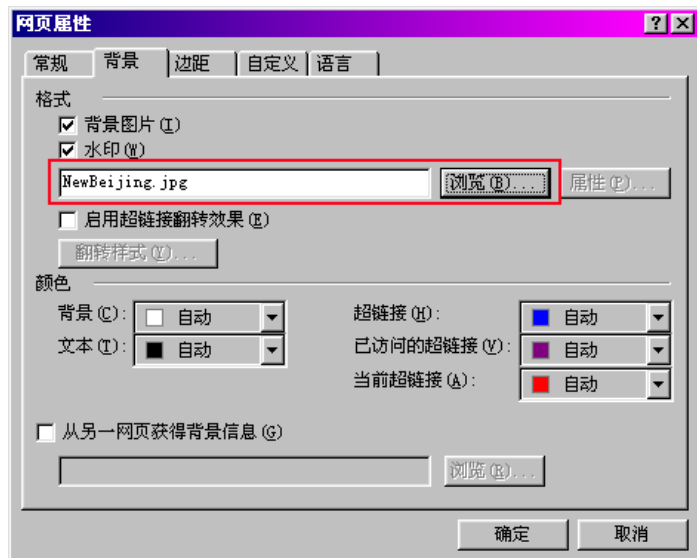 网页属性
常规 背景 边距 自定义 语言
格式
背景图片(I)
水印(W)
NewBeijing.jpg 浏览(B)... 属性(P)...
启用超链接翻转效果(E)
翻转样式(Y)...
颜色
背景(C): 自动 超链接(H): 自动
文本(T): 自动 已访问的超链接(V): 自动
当前超链接(A): 自动
从另一网页获得背景信息(G)
浏览(R)...
确定 取消